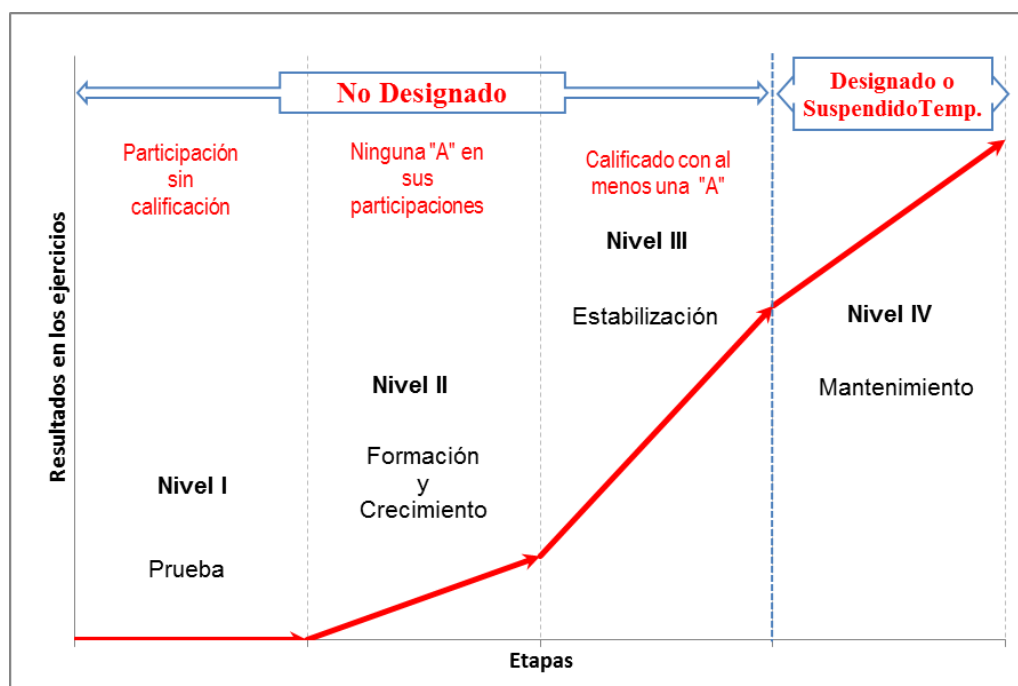 No Designado
Designado o
SuspendidoTemp.
Participación
sin
calificación
Ninguna "A" en
sus
participaciones
Calificado con al
menos una "A"
Nivel III
Estabilización
Nivel IV
Mantenimiento
Nivel II
Formación
y
Crecimiento
Nivel I
Prueba
Resultados en los ejercicios
Etapas